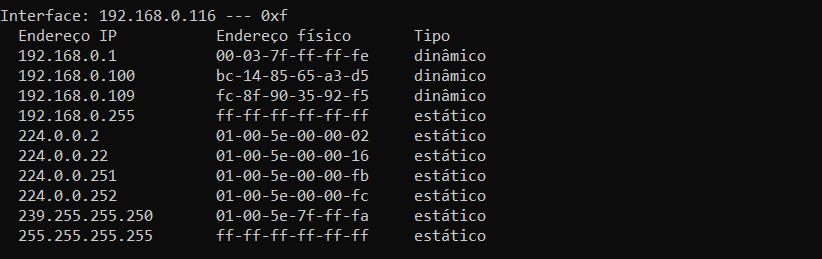 Interface: 192.168.0.116 --- 0xf
Endereço IP Endereço físico Tipo
192.168.0.1 00-03-7f-ff-ff-fe dinâmico
192.168.0.100 bc-14-85-65-a3-d5 dinâmico
192.168.0.109 fc-8f-90-35-92-f5 dinâmico
192.168.0.255 ff-ff-ff-ff-ff-ff estático
224.0.0.2 01-00-5e-00-00-02 estático
224.0.0.22 01-00-5e-00-00-16 estático
224.0.0.251 01-00-5e-00-00-fb estático
224.0.0.252 01-00-5e-00-00-fc estático
239.255.255.250 01-00-5e-7f-ff-fa estático
255.255.255.255 ff-ff-ff-ff-ff-ff estático